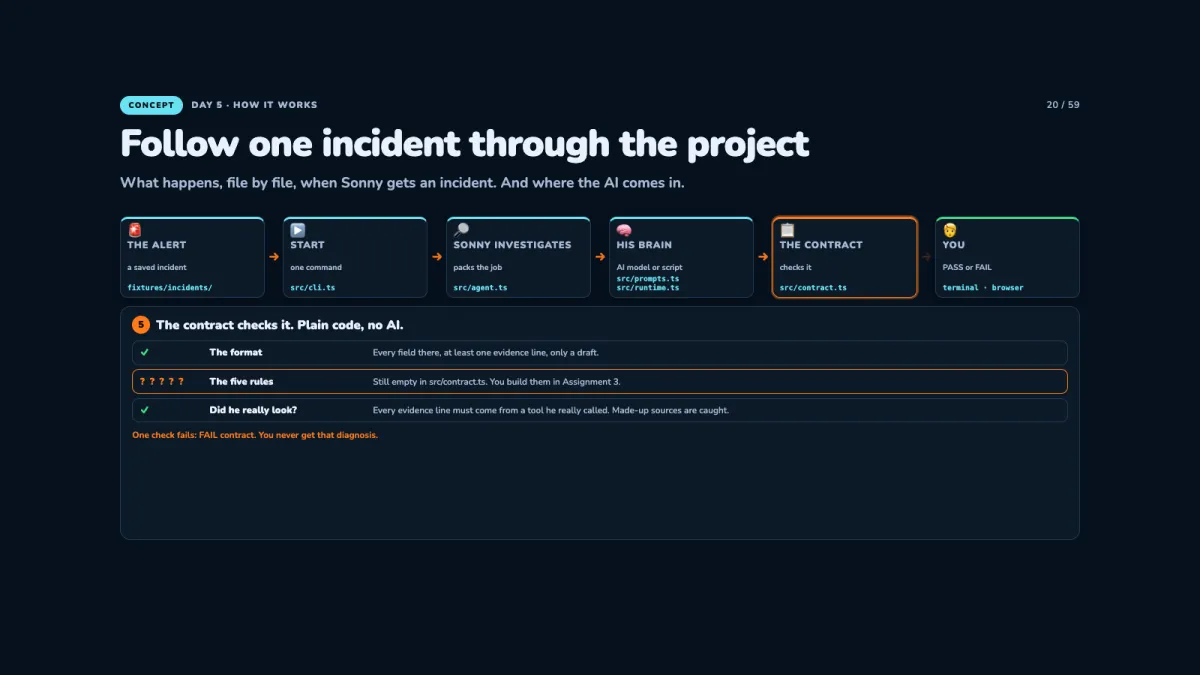 CONCEPT DAY 5 · HOW IT WORKS 20 / 59
Follow one incident through the project
What happens, file by file, when Sonny gets an incident. And where the AI comes in.
THE ALERT
a saved incident
fixtures/incidents/
START
one command
src/cli.ts
SONNY INVESTIGATES
packs the job
src/agent.ts
HIS BRAIN
AI model or script
src/prompts.ts
src/runtime.ts
THE CONTRACT
checks it
src/contract.ts
YOU
PASS or FAIL
terminal · browser
5 The contract checks it. Plain code, no AI.
✓ The format Every field there, at least one evidence line, only a draft.
? ? ? ? ? The five rules Still empty in src/contract.ts. You build them in Assignment 3.
✓ Did he really look? Every evidence line must come from a tool he really called. Made-up sources are caught.
One check fails: FAIL contract. You never get that diagnosis.